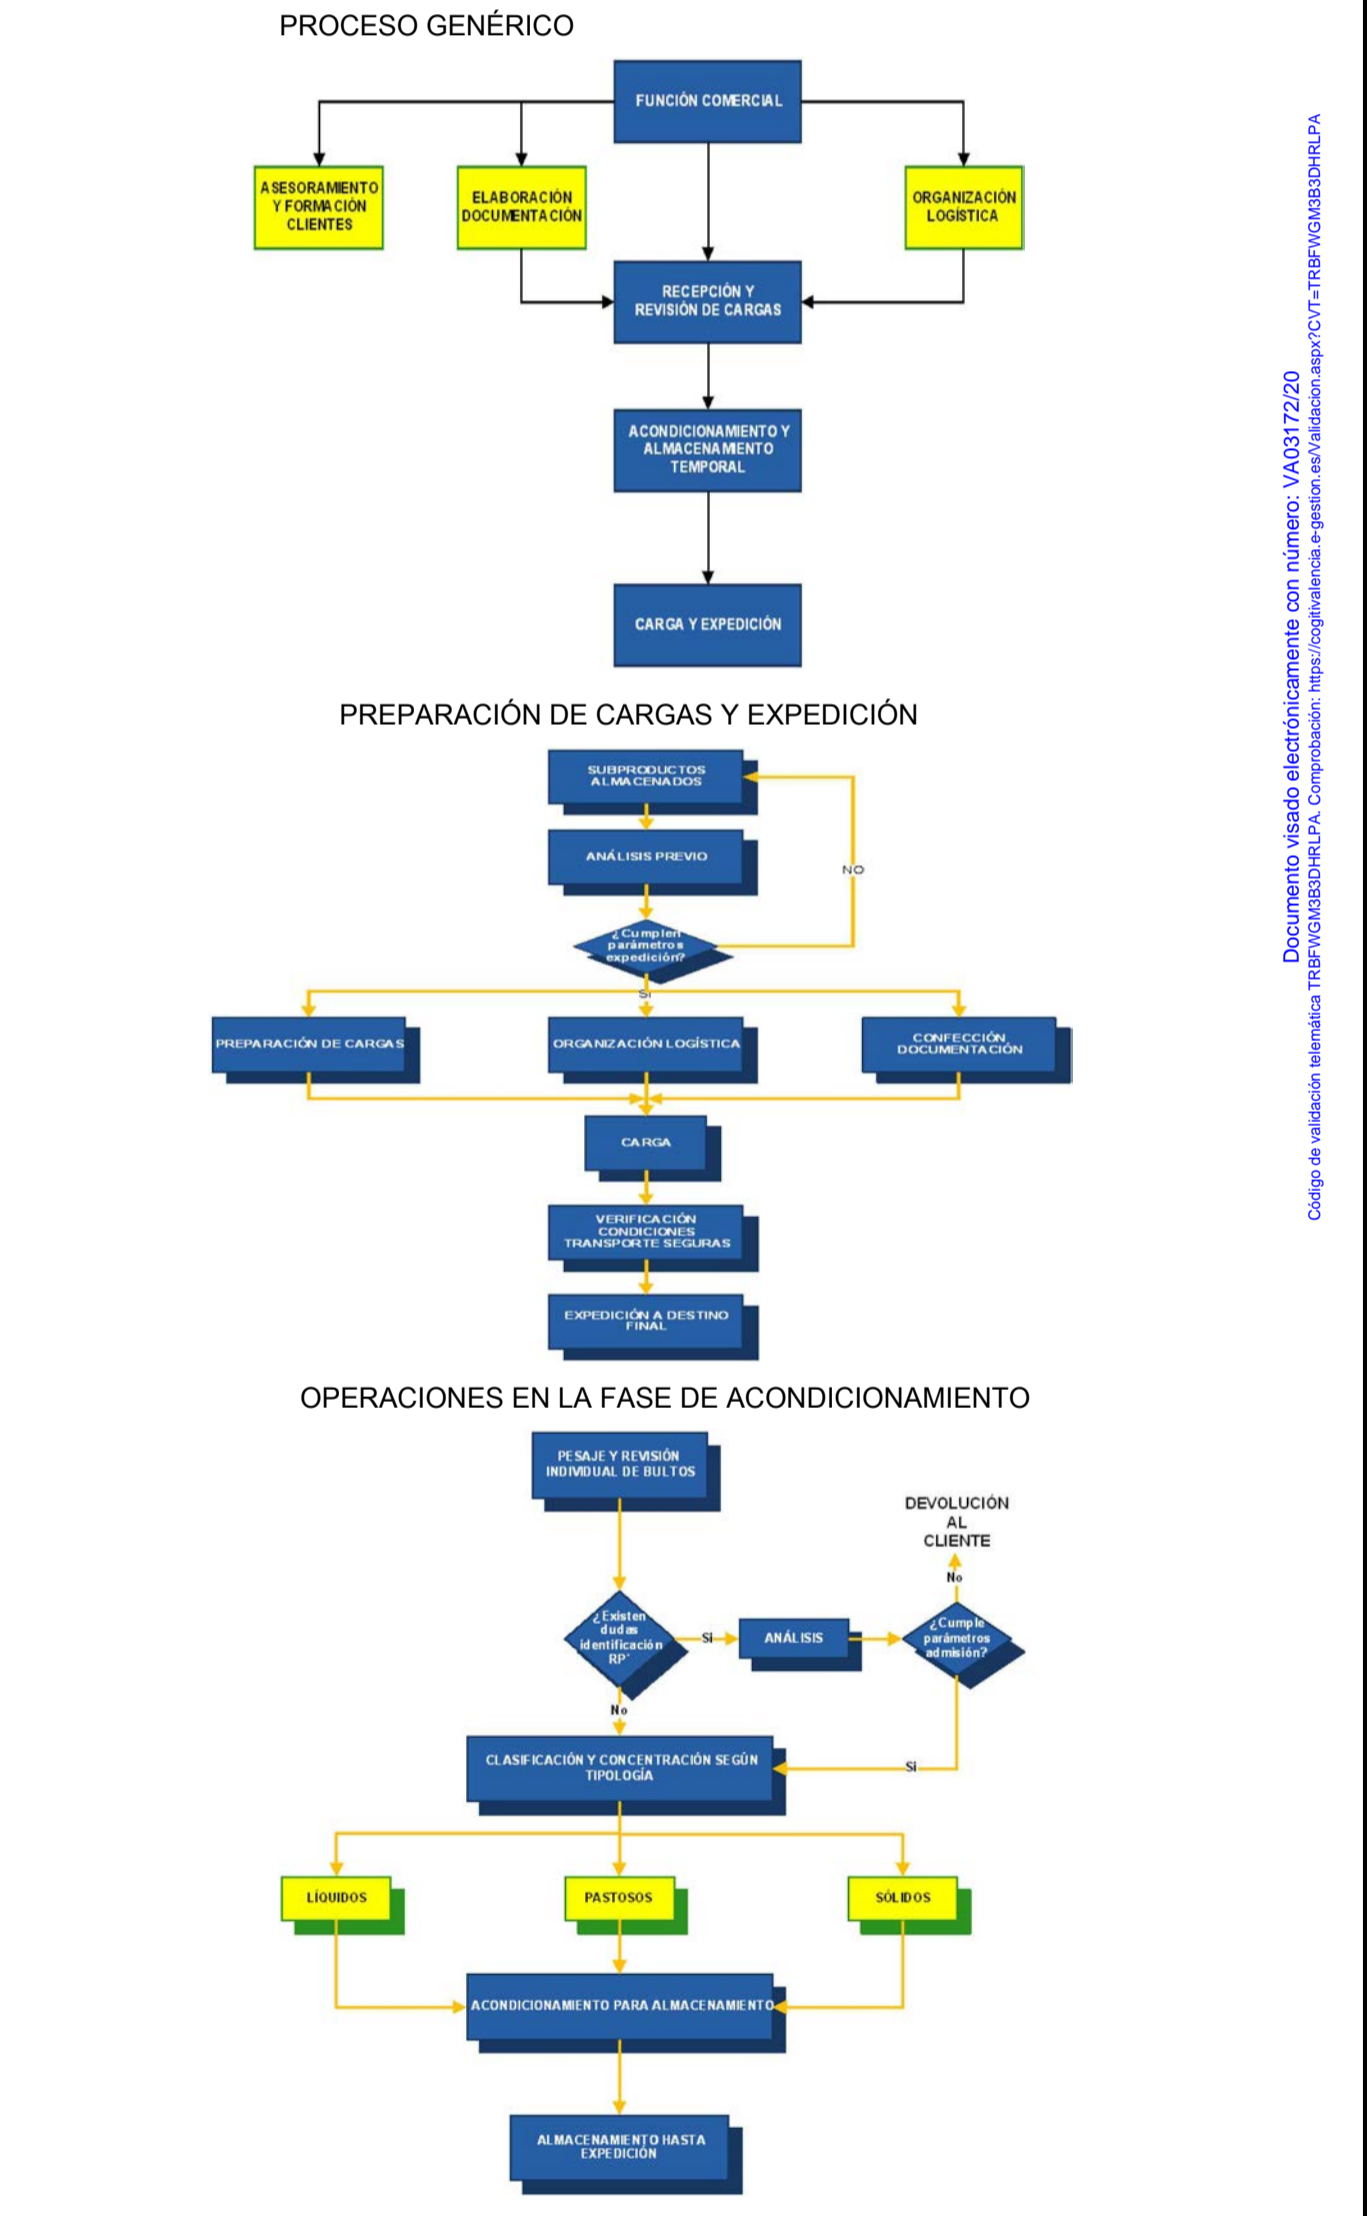 PROCESO GENÉRICO
FUNCIÓN COMERCIAL
ASESORAMIENTO
Y FORMACIÓN
CLIENTES
ELABORACIÓN
DOCUMENTACIÓN
ORGANIZACIÓN
LOGÍSTICA
RECEPCIÓN Y
REVISIÓN DE CARGAS
ACONDICIONAMIENTO Y
ALMACENAMIENTO
TEMPORAL
CARGA Y EXPEDICIÓN
PREPARACIÓN DE CARGAS Y EXPEDICIÓN
SUBPRODUCTOS
ALMACENADOS
ANÁLISIS PREVIO
NO
¿Cumplen
parámetros
expedición?
SI
PREPARACIÓN DE CARGAS
ORGANIZACIÓN LOGÍSTICA
CONFECCIÓN
DOCUMENTACIÓN
CARGA
VERIFICACIÓN
CONDICIONES
TRANSPORTE SEGURAS
EXPEDICIÓN A DESTINO
FINAL
OPERACIONES EN LA FASE DE ACONDICIONAMIENTO
PESAJE Y REVISIÓN
INDIVIDUAL DE BULTOS
DEVOLUCIÓN
AL
CLIENTE
No
¿Existen
dudas
identificación
RP
Si
ANÁLISIS
¿Cumple
parámetros
admisión?
No
CLASIFICACIÓN Y CONCENTRACIÓN SEGÚN
TIPOLOGÍA
Si
LÍQUIDOS
PASTOSOS
SÓLIDOS
ACONDICIONAMIENTO PARA ALMACENAMIENTO
ALMACENAMIENTO HASTA
EXPEDICIÓN
Documento visado electrónicamente con número: VA03172/20
Código de validación telemática TRBFWGM3B3DHRLPA. Comprobación: https://cogitivalencia.e-gestion.es/Validacion.aspx?CVT=TRBFWGM3B3DHRLPA